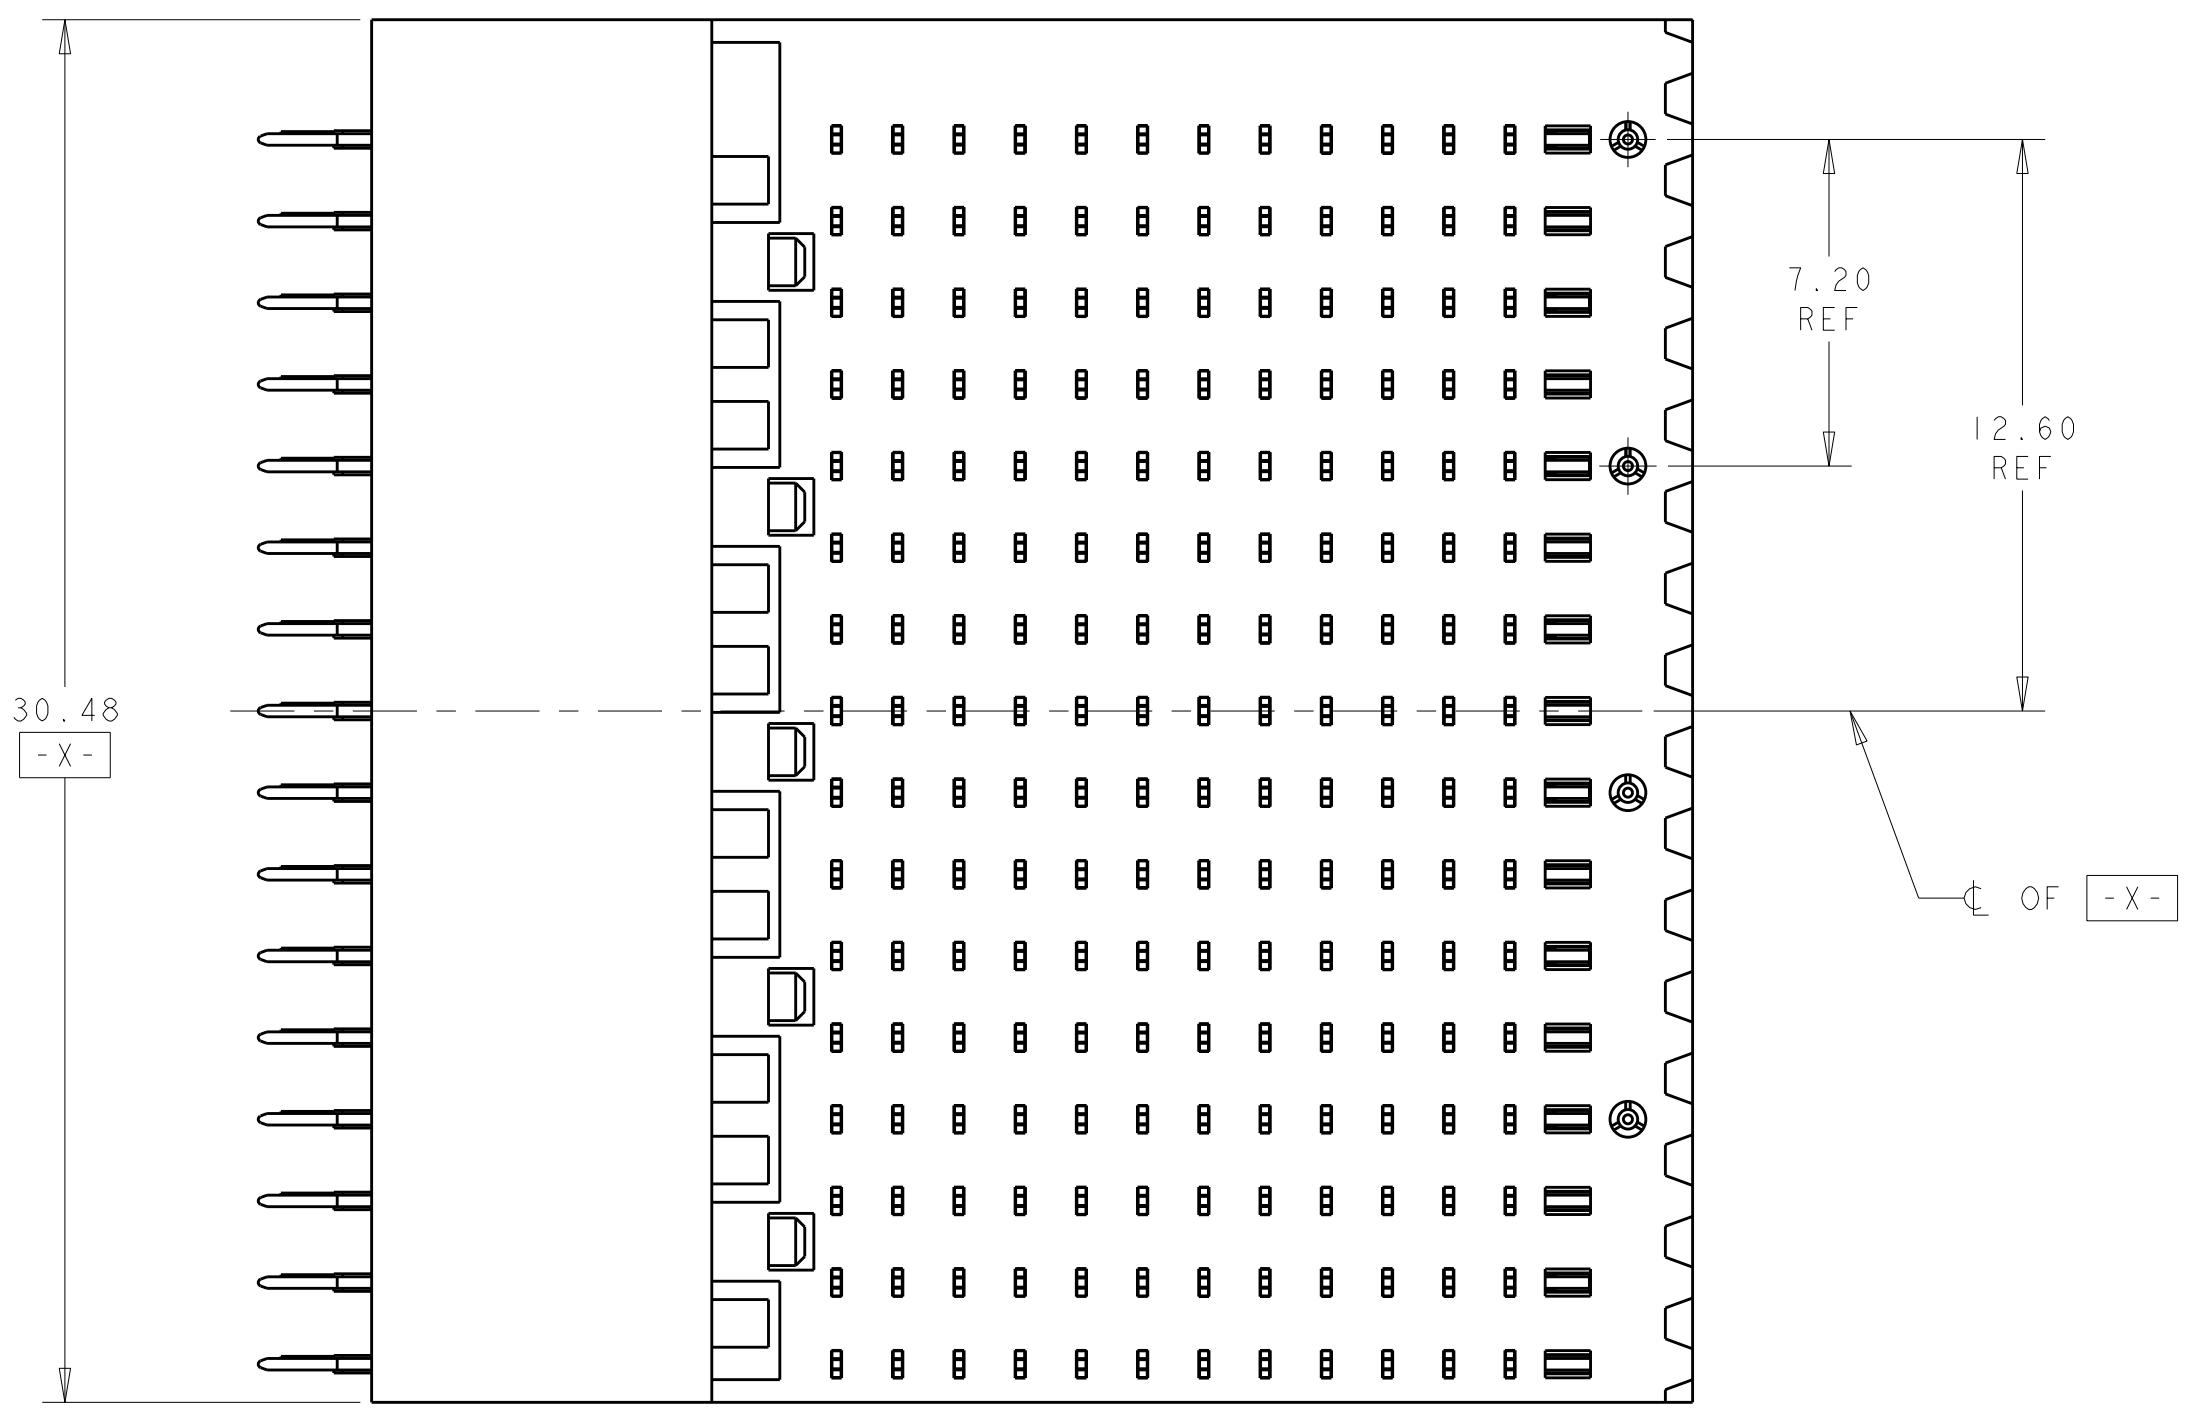 7.20
REF
12.60
REF
30.48
-X-
℄ OF -X-